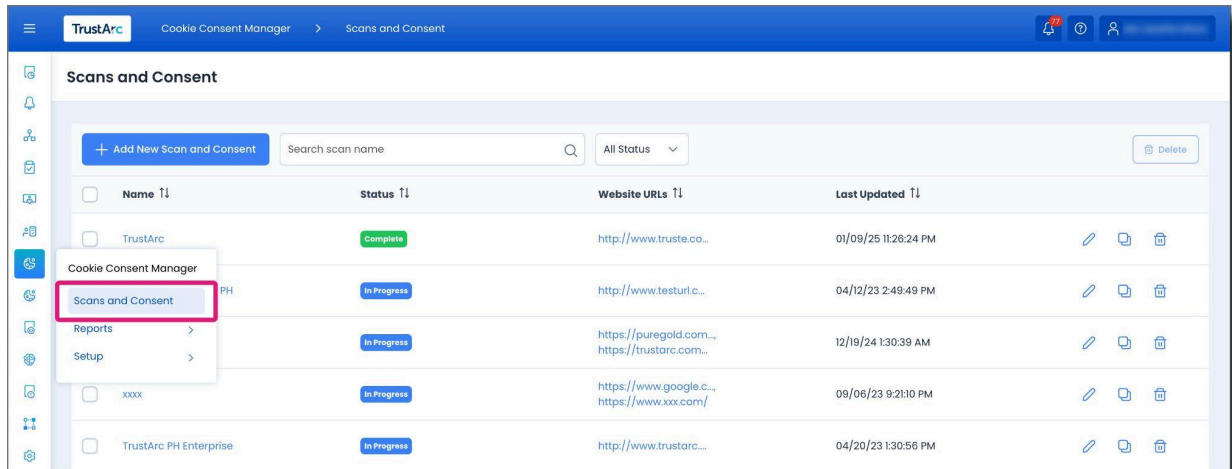 TrustArc Cookie Consent Manager > Scans and Consent 77
Scans and Consent
+ Add New Scan and Consent Search scan name All Status Delete
Name Status Website URLs Last Updated
TrustArc Complete http://www.truste.co... 01/09/25 11:26:24 PM
Cookie Consent Manager
PH In Progress http://www.testurl.c... 04/12/23 2:49:49 PM
Scans and Consent
Reports >
In Progress https://puregold.com..., 12/19/24 1:30:39 AM
https://trustarc.com...
Setup >
xxxx In Progress https://www.google.c..., 09/06/23 9:21:10 PM
https://www.xxx.com/
TrustArc PH Enterprise In Progress http://www.trustarc.... 04/20/23 1:30:56 PM